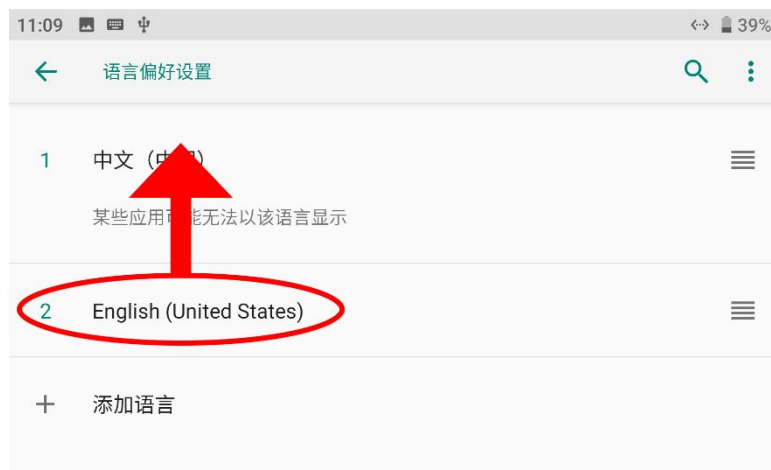 11:09
39%
语言偏好设置
1 中文（中
某些应用 能无法以该语言显示
2 English (United States)
添加语言